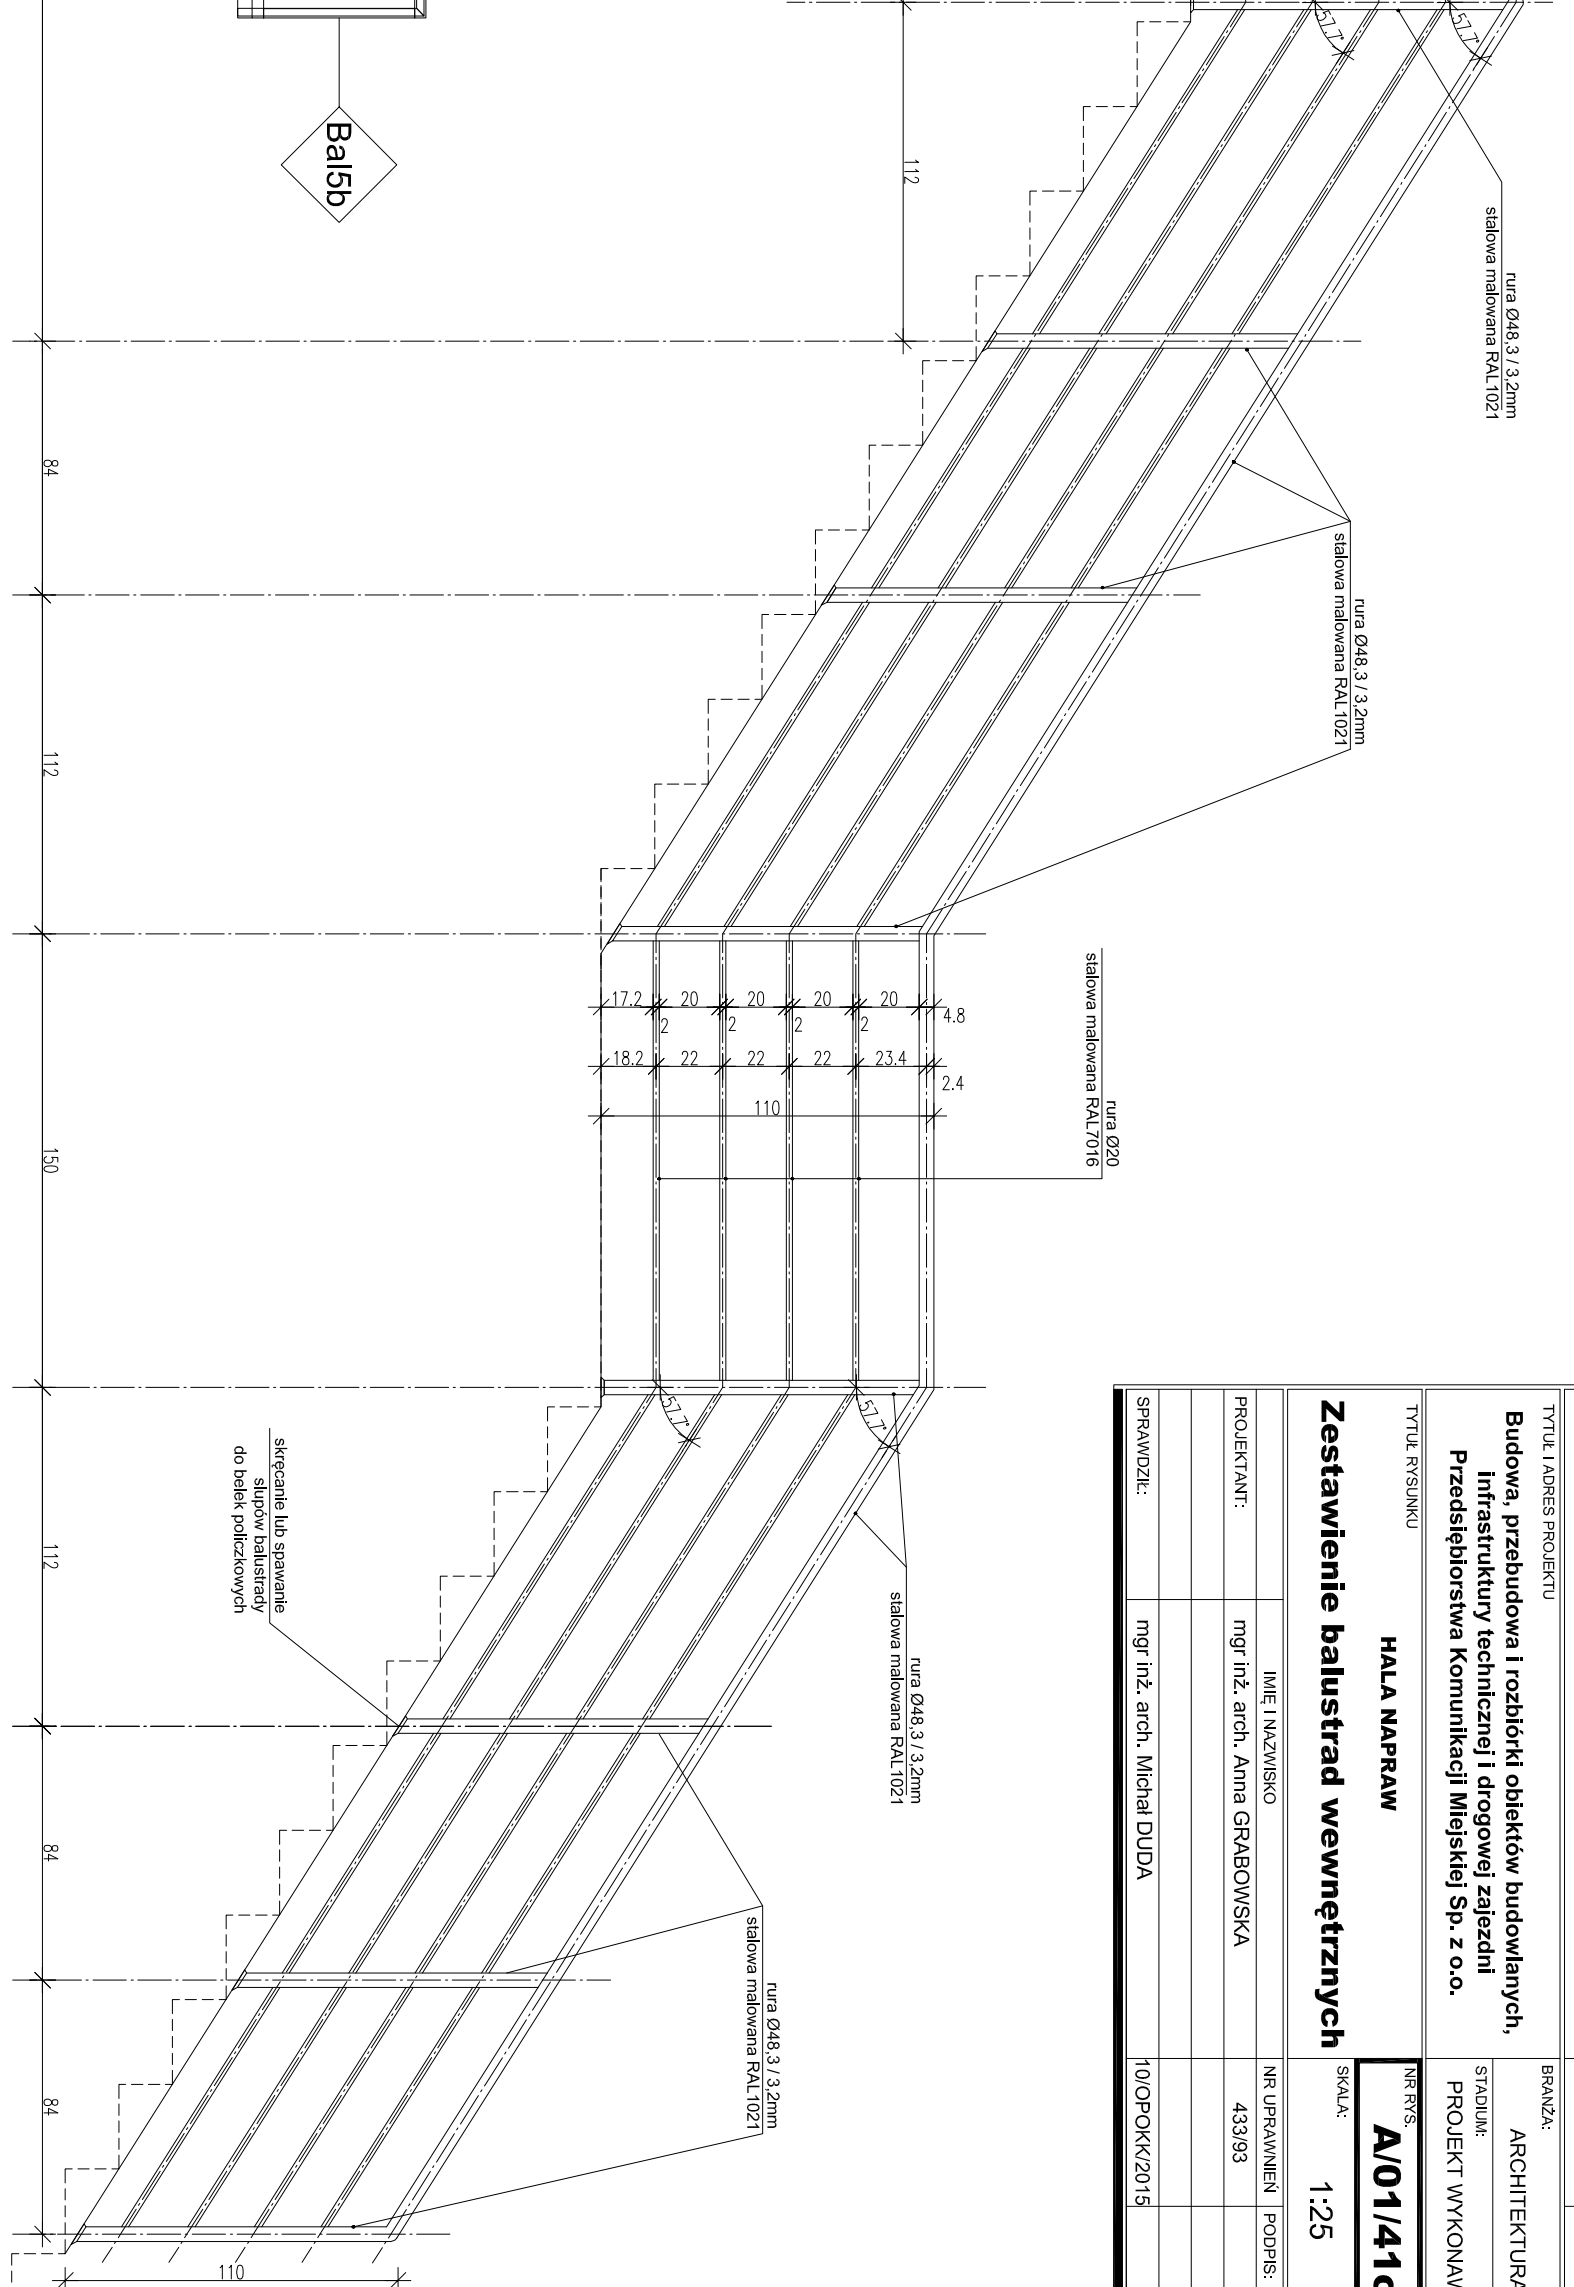 Bal5b
112
57.7°
57.7°
rura Ø48,3 / 3,2mm
stalowa malowana RAL1021
rura Ø48,3 / 3,2mm
stalowa malowana RAL1021
rura Ø20
stalowa malowana RAL7016
17.2
20
20
20
20
4.8
2
2
2
2
18.2
22
22
22
23.4
2.4
110
57.7°
57.7°
rura Ø48,3 / 3,2mm
stalowa malowana RAL1021
rura Ø48,3 / 3,2mm
stalowa malowana RAL1021
skręcanie lub spawanie
słupów balustrady
do belek policzkowych
84
112
150
112
84
84
110
TYTUŁ I ADRES PROJEKTU
Budowa, przebudowa i rozbiórki obiektów budowlanych,
infrastruktury technicznej i drogowej zajezdni
Przedsiębiorstwa Komunikacji Miejskiej Sp. z o.o.
BRANŻA:
ARCHITEKTURA
STADIUM:
PROJEKT WYKONAW
TYTUŁ RYSUNKU
HALA NAPRAW
Zestawienie balustrad wewnętrznych
NR RYS.
A/01/41
SKALA:
1:25
IMIĘ I NAZWISKO
NR UPRAWNIEŃ
PODPIS:
PROJEKTANT:
mgr inż. arch. Anna GRABOWSKA
433/93
SPRAWDZIŁ:
mgr inż. arch. Michał DUDA
10/OPOKK/2015